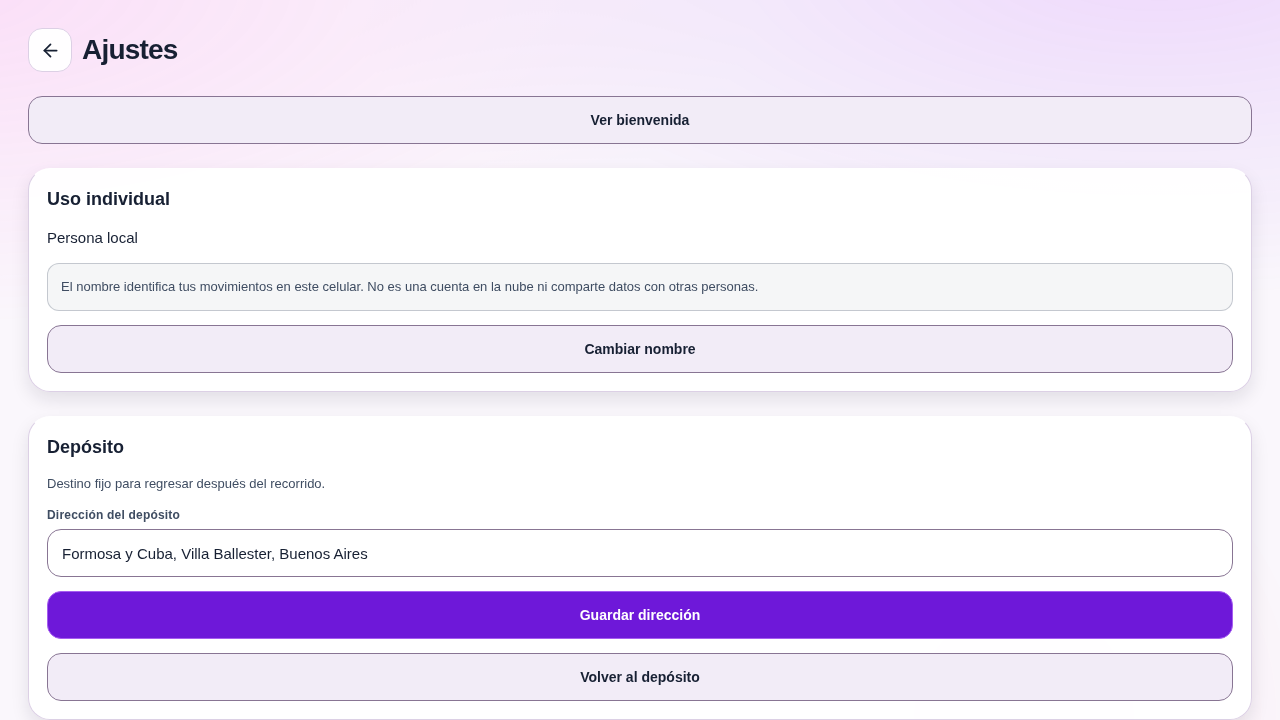 Ajustes
Ver bienvenida
Uso individual
Persona local
El nombre identifica tus movimientos en este celular. No es una cuenta en la nube ni comparte datos con otras personas.
Cambiar nombre
Depósito
Destino fijo para regresar después del recorrido.
Dirección del depósito
Formosa y Cuba, Villa Ballester, Buenos Aires
Guardar dirección
Volver al depósito